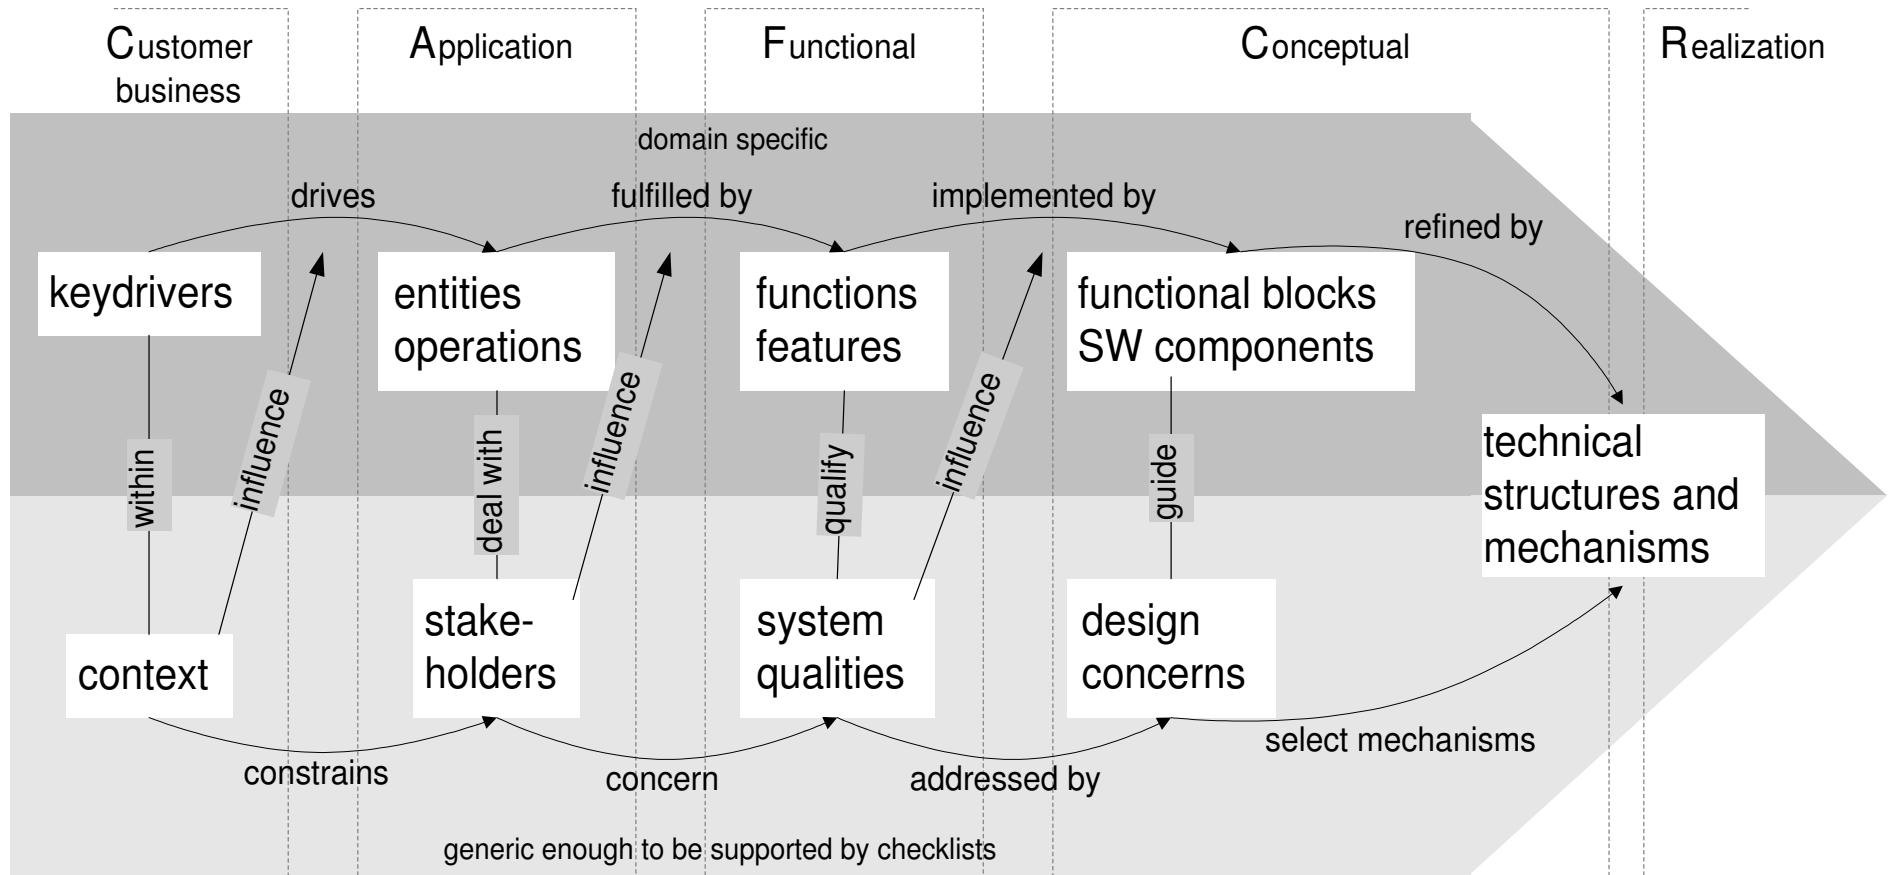 Customer
business
Application
Functional
Conceptual
Realization
domain specific
drives
fulfilled by
implemented by
refined by
keydrivers
entities
operations
functions
features
functional blocks
SW components
within
influence
deal with
influence
qualify
influence
guide
technical
structures and
mechanisms
context
stake-
holders
system
qualities
design
concerns
constrains
concern
addressed by
select mechanisms
generic enough to be supported by checklists